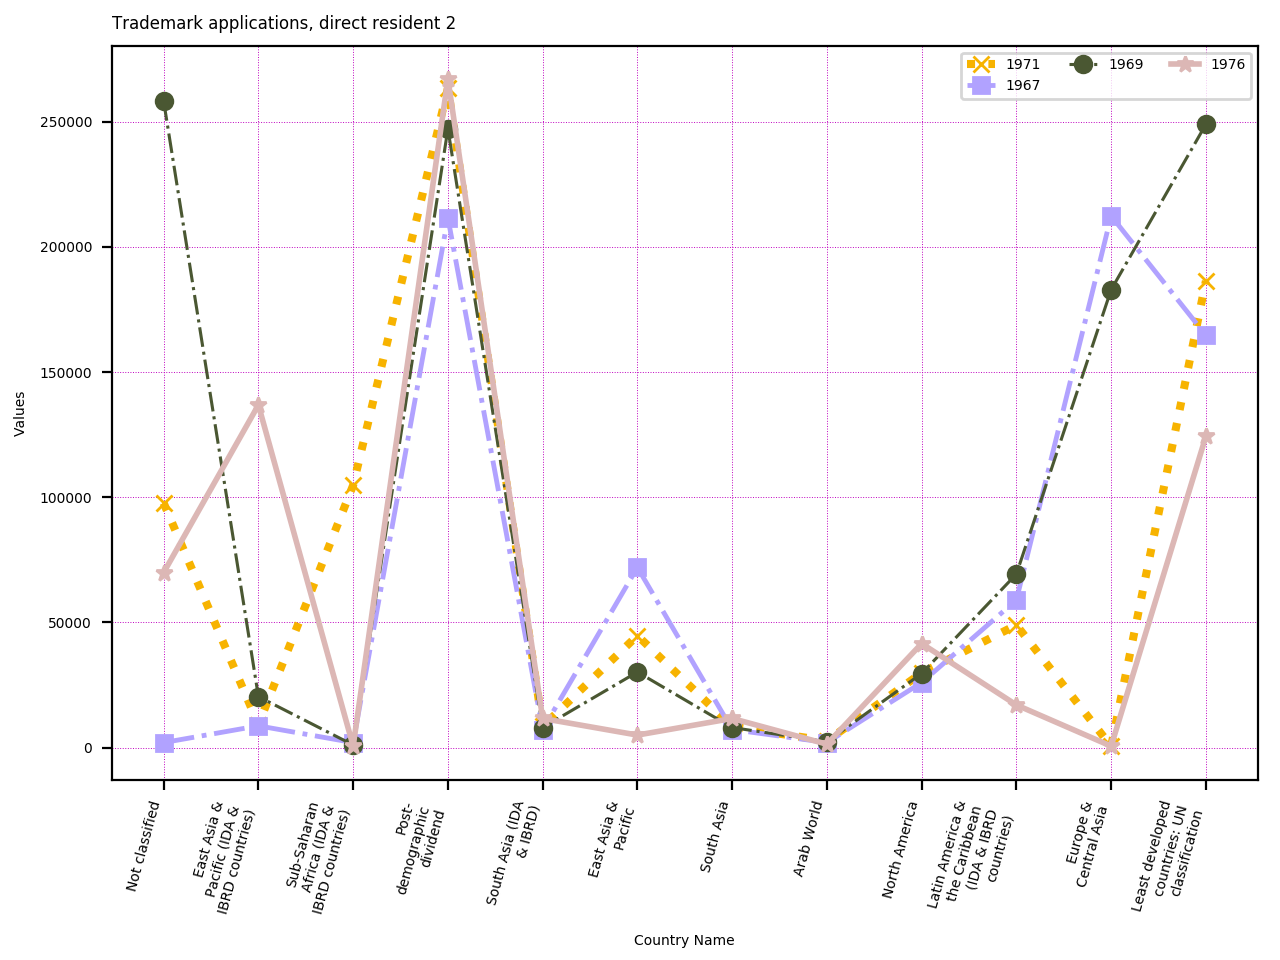 Trademark applications, direct resident 2
1971
1967
1969
1976
250000
200000
150000
100000
50000
0
Values
Not classified
East Asia &
Pacific (IDA &
IBRD countries)
Sub-Saharan
Africa (IDA &
IBRD countries)
Post-
demographic
dividend
South Asia (IDA
& IBRD)
East Asia &
Pacific
South Asia
Arab World
North America
Latin America &
the Caribbean
(IDA & IBRD
countries)
Europe &
Central Asia
Least developed
countries: UN
classification
Country Name